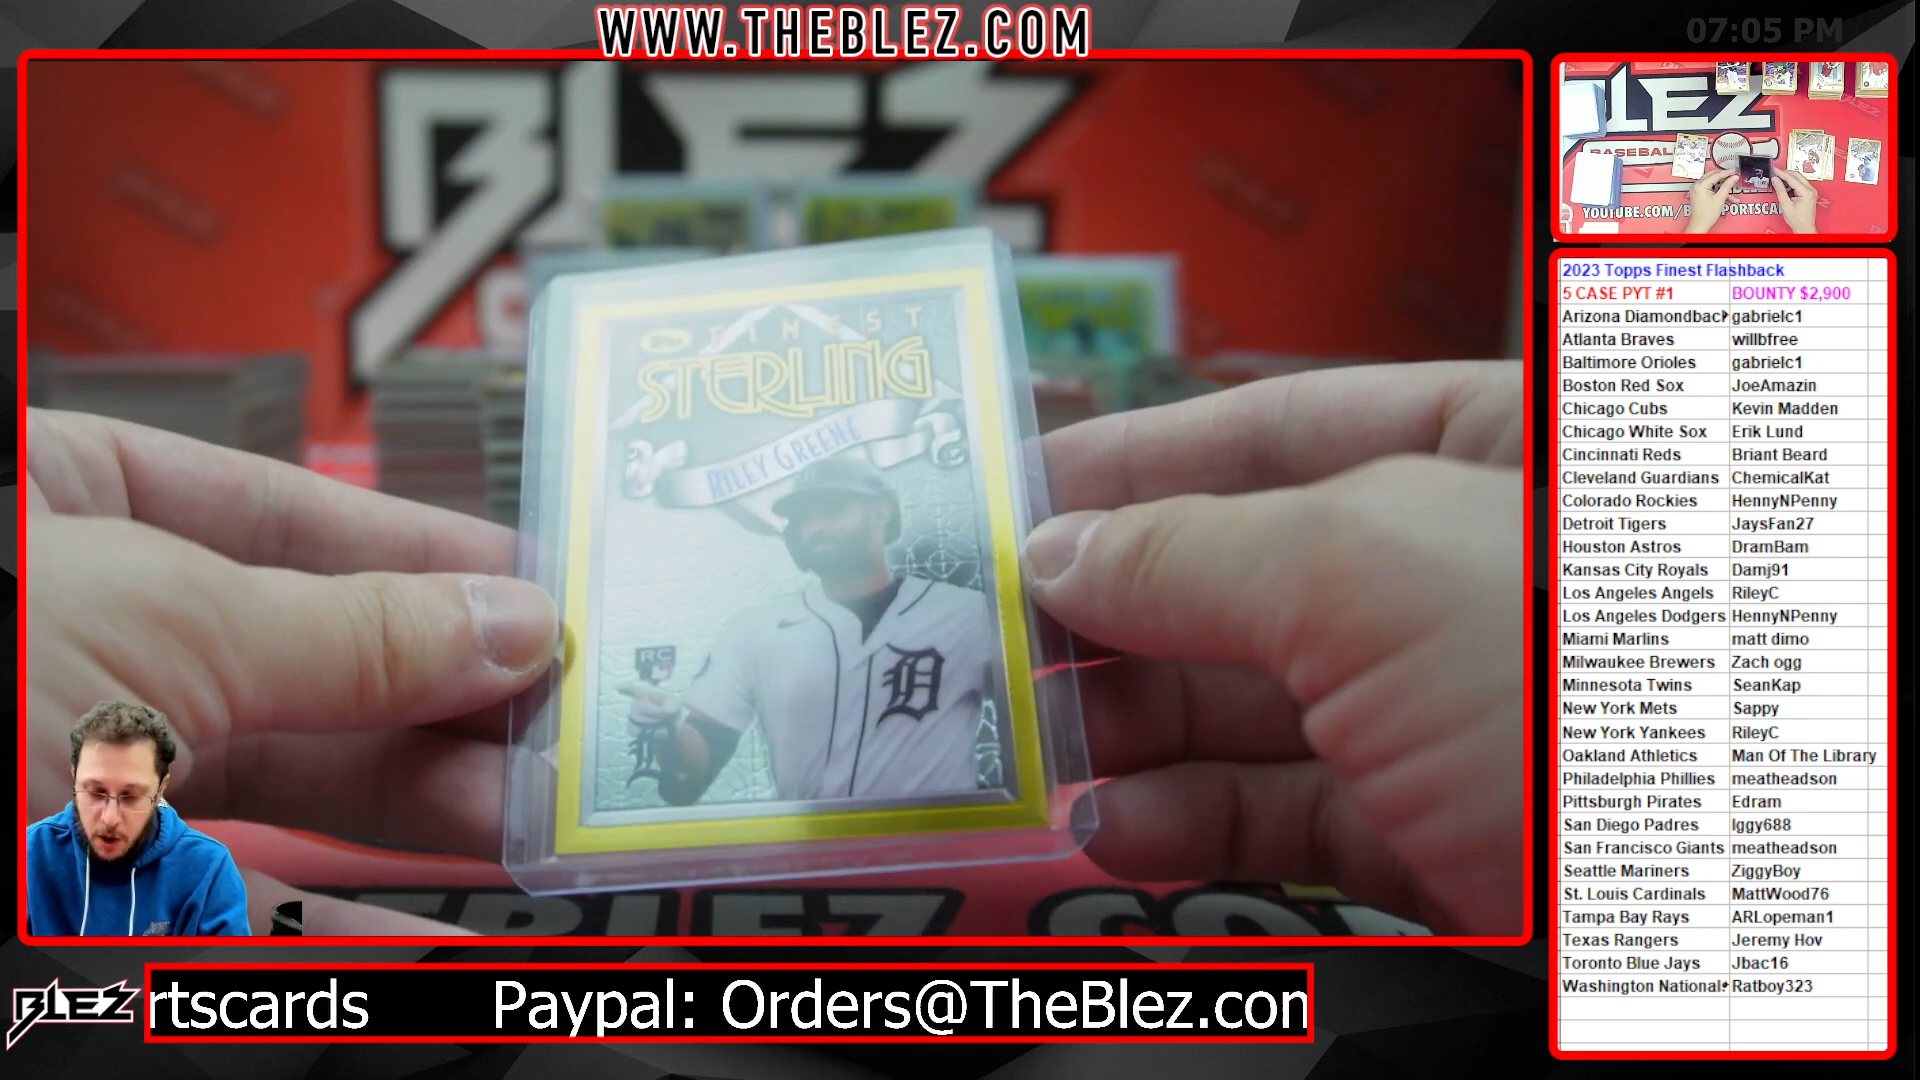 WWW.THEBLEZ.COM
07:05 PM
BLEZ
FINEST
STERLING
RILEY GREENE
RC
D
LEZ
BASEBALL
YOUTUBE.COM/B
PORTSCA
2023 Topps Finest Flashback
5 CASE PYT #1 BOUNTY $2,900
Arizona Diamondback gabrielc1
Atlanta Braves willbfree
Baltimore Orioles gabrielc1
Boston Red Sox JoeAmazin
Chicago Cubs Kevin Madden
Chicago White Sox Erik Lund
Cincinnati Reds Briant Beard
Cleveland Guardians ChemicalKat
Colorado Rockies HennyNPenny
Detroit Tigers JaysFan27
Houston Astros DramBam
Kansas City Royals Damj91
Los Angeles Angels RileyC
Los Angeles Dodgers HennyNPenny
Miami Marlins matt dimo
Milwaukee Brewers Zach ogg
Minnesota Twins SeanKap
New York Mets Sappy
New York Yankees RileyC
Oakland Athletics Man Of The Library
Philadelphia Phillies meatheadson
Pittsburgh Pirates Edram
San Diego Padres Iggy688
San Francisco Giants meatheadson
Seattle Mariners ZiggyBoy
St. Louis Cardinals MattWood76
Tampa Bay Rays ARLopeman1
Texas Rangers Jeremy Hov
Toronto Blue Jays Jbac16
Washington Nationals Ratboy323
BLEZ
rtscards Paypal: Orders@TheBlez.com